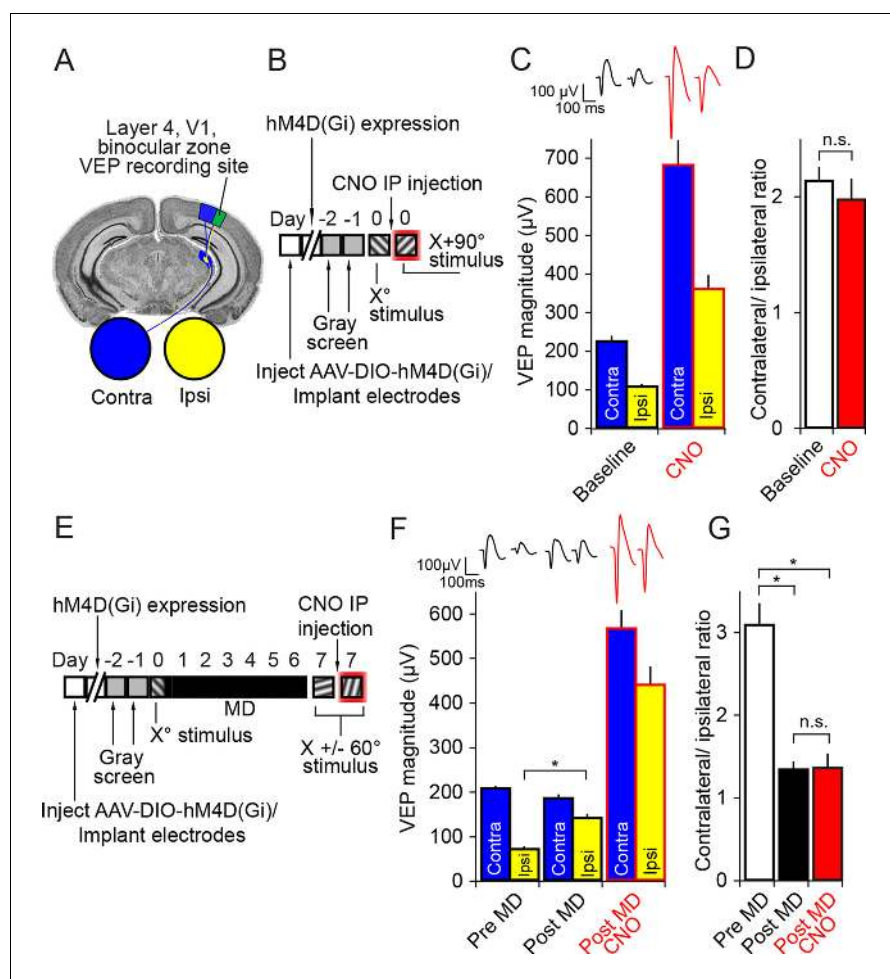 A
Layer 4, V1,
binocular zone
VEP recording site
Contra
Ipsi
B
hM4D(Gi) expression
CNO IP injection
Day -2 -1 0 0
X+90°
stimulus
X°
stimulus
Gray
screen
Inject AAV-DIO-hM4D(Gi)/
Implant electrodes
C
100 µV
100 ms
VEP magnitude (µV)
700
600
500
400
300
200
100
0
Contra
Ipsi
Contra
Ipsi
Baseline
CNO
D
n.s.
Contralateral/ ipsilateral ratio
2
1
0
Baseline
CNO
E
hM4D(Gi) expression
CNO IP
injection
Day -2 -1 0 1 2 3 4 5 6 7 7
MD
X° stimulus
X +/- 60°
stimulus
Gray
screen
Inject AAV-DIO-hM4D(Gi)/
Implant electrodes
F
100µV
100ms
VEP magnitude (µV)
600
500
400
300
200
100
0
*
Contra
Ipsi
Contra
Ipsi
Contra
Ipsi
Pre MD
Post MD
Post MD
CNO
G
*
*
n.s.
Contralateral/ ipsilateral ratio
3
2
1
0
Pre MD
Post MD
Post MD
CNO